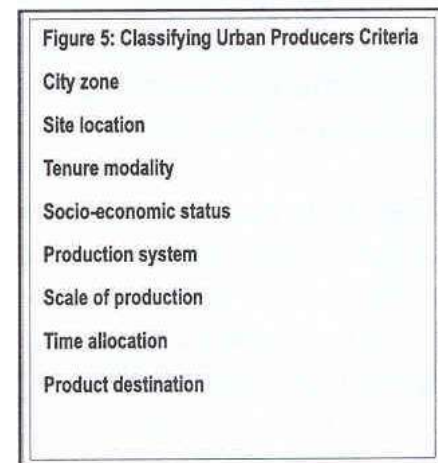 Figure 5: Classifying Urban Producers Criteria
City zone
Site location
Tenure modality
Socio-economic status
Production system
Scale of production
Time allocation
Product destination